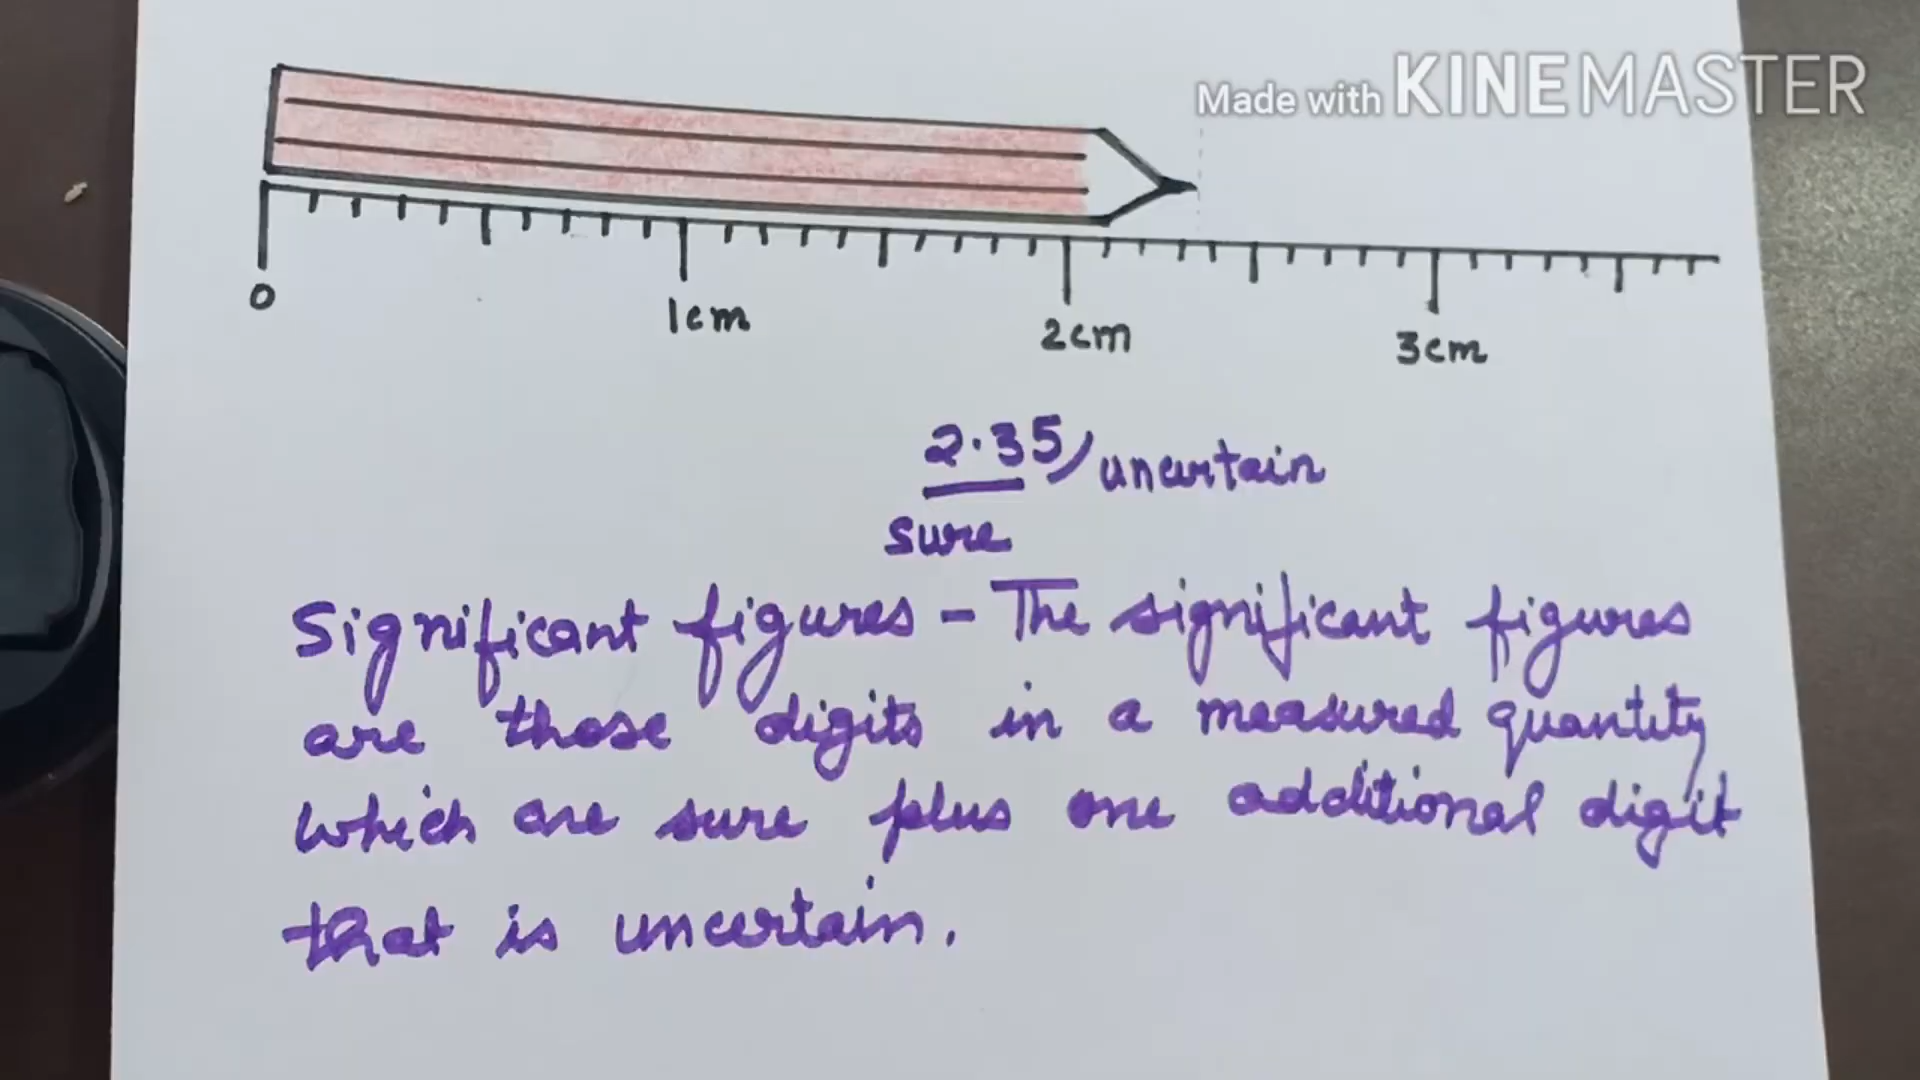 Made with KINEMASTER
0 1cm 2cm 3cm
2.35 uncertain
sure
Significant figures - The significant figures
are those digits in a measured quantity
which are sure plus one additional digit
that is uncertain.